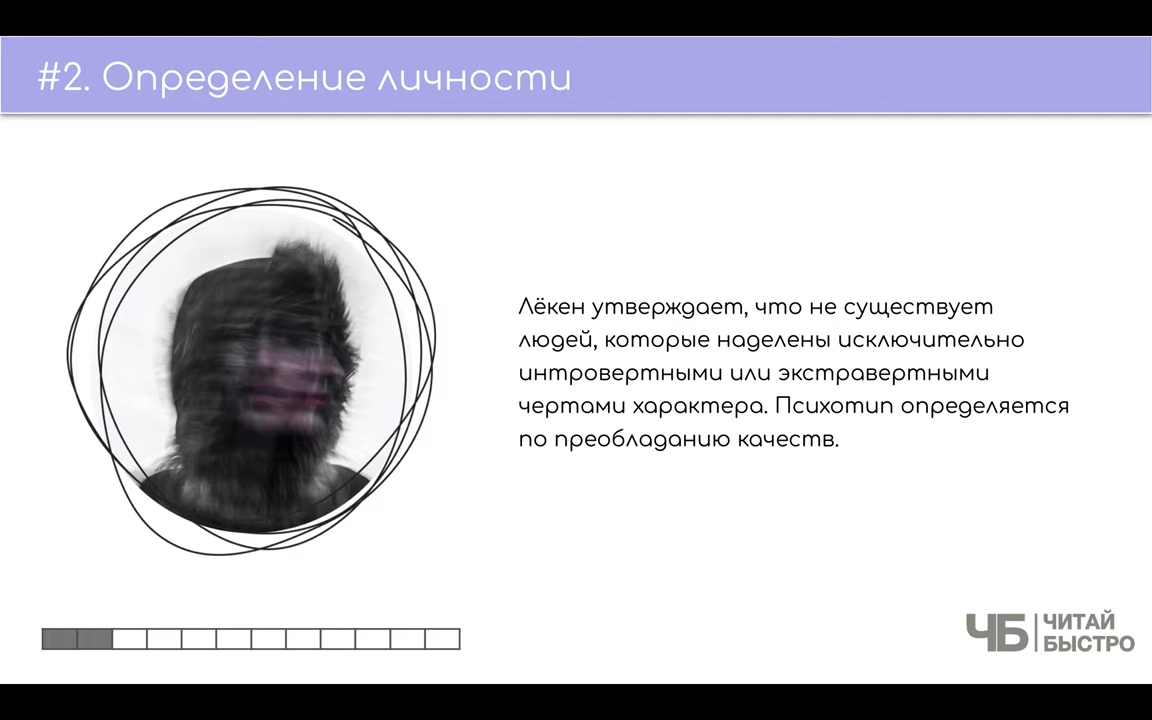 #2. Определение личности
Лёкен утверждает, что не существует
людей, которые наделены исключительно
интровертными или экстравертными
чертами характера. Психотип определяется
по преобладанию качеств.
ЧБ
ЧИТАЙ
БЫСТРО